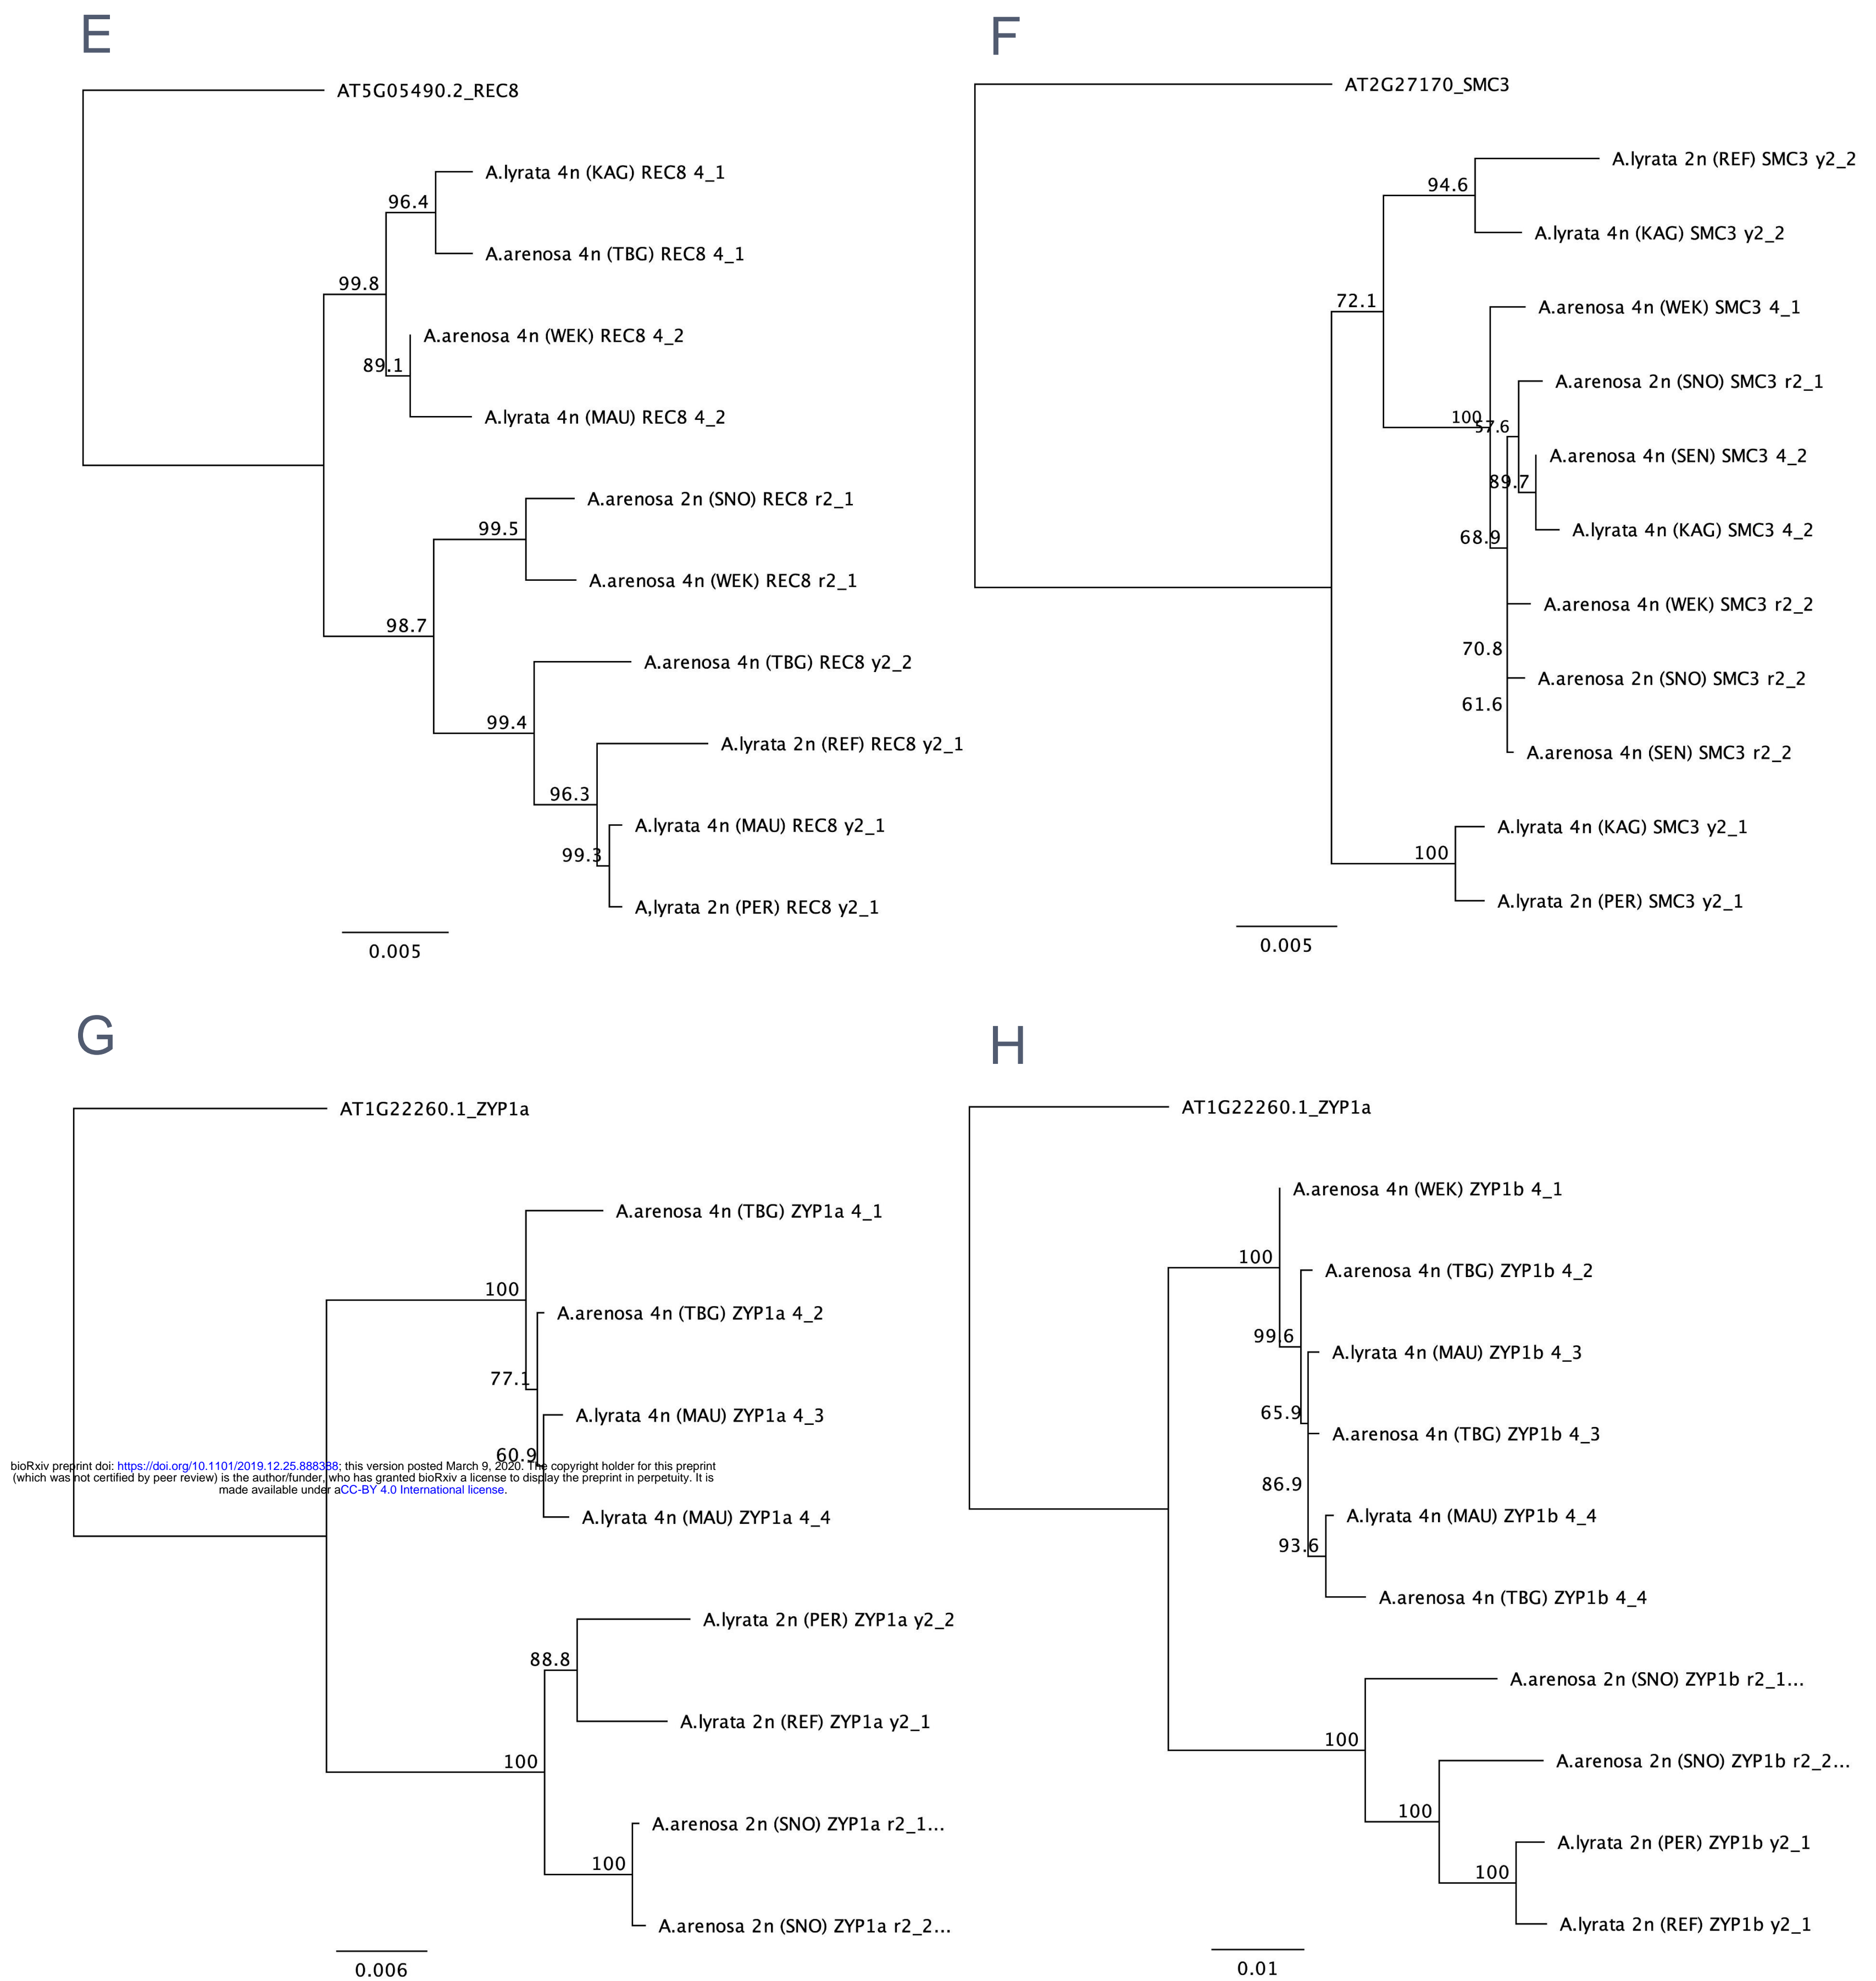 E
AT5G05490.2_REC8
A.lyrata 4n (KAG) REC8 4_1
96.4
A.arenosa 4n (TBG) REC8 4_1
99.8
A.arenosa 4n (WEK) REC8 4_2
89.1
A.lyrata 4n (MAU) REC8 4_2
A.arenosa 2n (SNO) REC8 r2_1
99.5
A.arenosa 4n (WEK) REC8 r2_1
98.7
A.arenosa 4n (TBG) REC8 y2_2
99.4
A.lyrata 2n (REF) REC8 y2_1
96.3
A.lyrata 4n (MAU) REC8 y2_1
99.3
A,lyrata 2n (PER) REC8 y2_1
0.005
F
AT2G27170_SMC3
A.lyrata 2n (REF) SMC3 y2_2
94.6
A.lyrata 4n (KAG) SMC3 y2_2
72.1
A.arenosa 4n (WEK) SMC3 4_1
A.arenosa 2n (SNO) SMC3 r2_1
100
57.6
A.arenosa 4n (SEN) SMC3 4_2
89.7
A.lyrata 4n (KAG) SMC3 4_2
68.9
A.arenosa 4n (WEK) SMC3 r2_2
70.8
A.arenosa 2n (SNO) SMC3 r2_2
61.6
A.arenosa 4n (SEN) SMC3 r2_2
A.lyrata 4n (KAG) SMC3 y2_1
100
A.lyrata 2n (PER) SMC3 y2_1
0.005
G
AT1G22260.1_ZYP1a
A.arenosa 4n (TBG) ZYP1a 4_1
100
A.arenosa 4n (TBG) ZYP1a 4_2
77.1
A.lyrata 4n (MAU) ZYP1a 4_3
60.9
bioRxiv preprint doi: https://doi.org/10.1101/2019.12.25.888388; this version posted March 9, 2020. The copyright holder for this preprint
(which was not certified by peer review) is the author/funder, who has granted bioRxiv a license to display the preprint in perpetuity. It is
made available under aCC-BY 4.0 International license.
A.lyrata 4n (MAU) ZYP1a 4_4
A.lyrata 2n (PER) ZYP1a y2_2
88.8
A.lyrata 2n (REF) ZYP1a y2_1
100
A.arenosa 2n (SNO) ZYP1a r2_1...
100
A.arenosa 2n (SNO) ZYP1a r2_2...
0.006
H
AT1G22260.1_ZYP1a
A.arenosa 4n (WEK) ZYP1b 4_1
100
A.arenosa 4n (TBG) ZYP1b 4_2
99.6
A.lyrata 4n (MAU) ZYP1b 4_3
65.9
A.arenosa 4n (TBG) ZYP1b 4_3
86.9
A.lyrata 4n (MAU) ZYP1b 4_4
93.6
A.arenosa 4n (TBG) ZYP1b 4_4
A.arenosa 2n (SNO) ZYP1b r2_1...
100
A.arenosa 2n (SNO) ZYP1b r2_2...
100
A.lyrata 2n (PER) ZYP1b y2_1
100
A.lyrata 2n (REF) ZYP1b y2_1
0.01